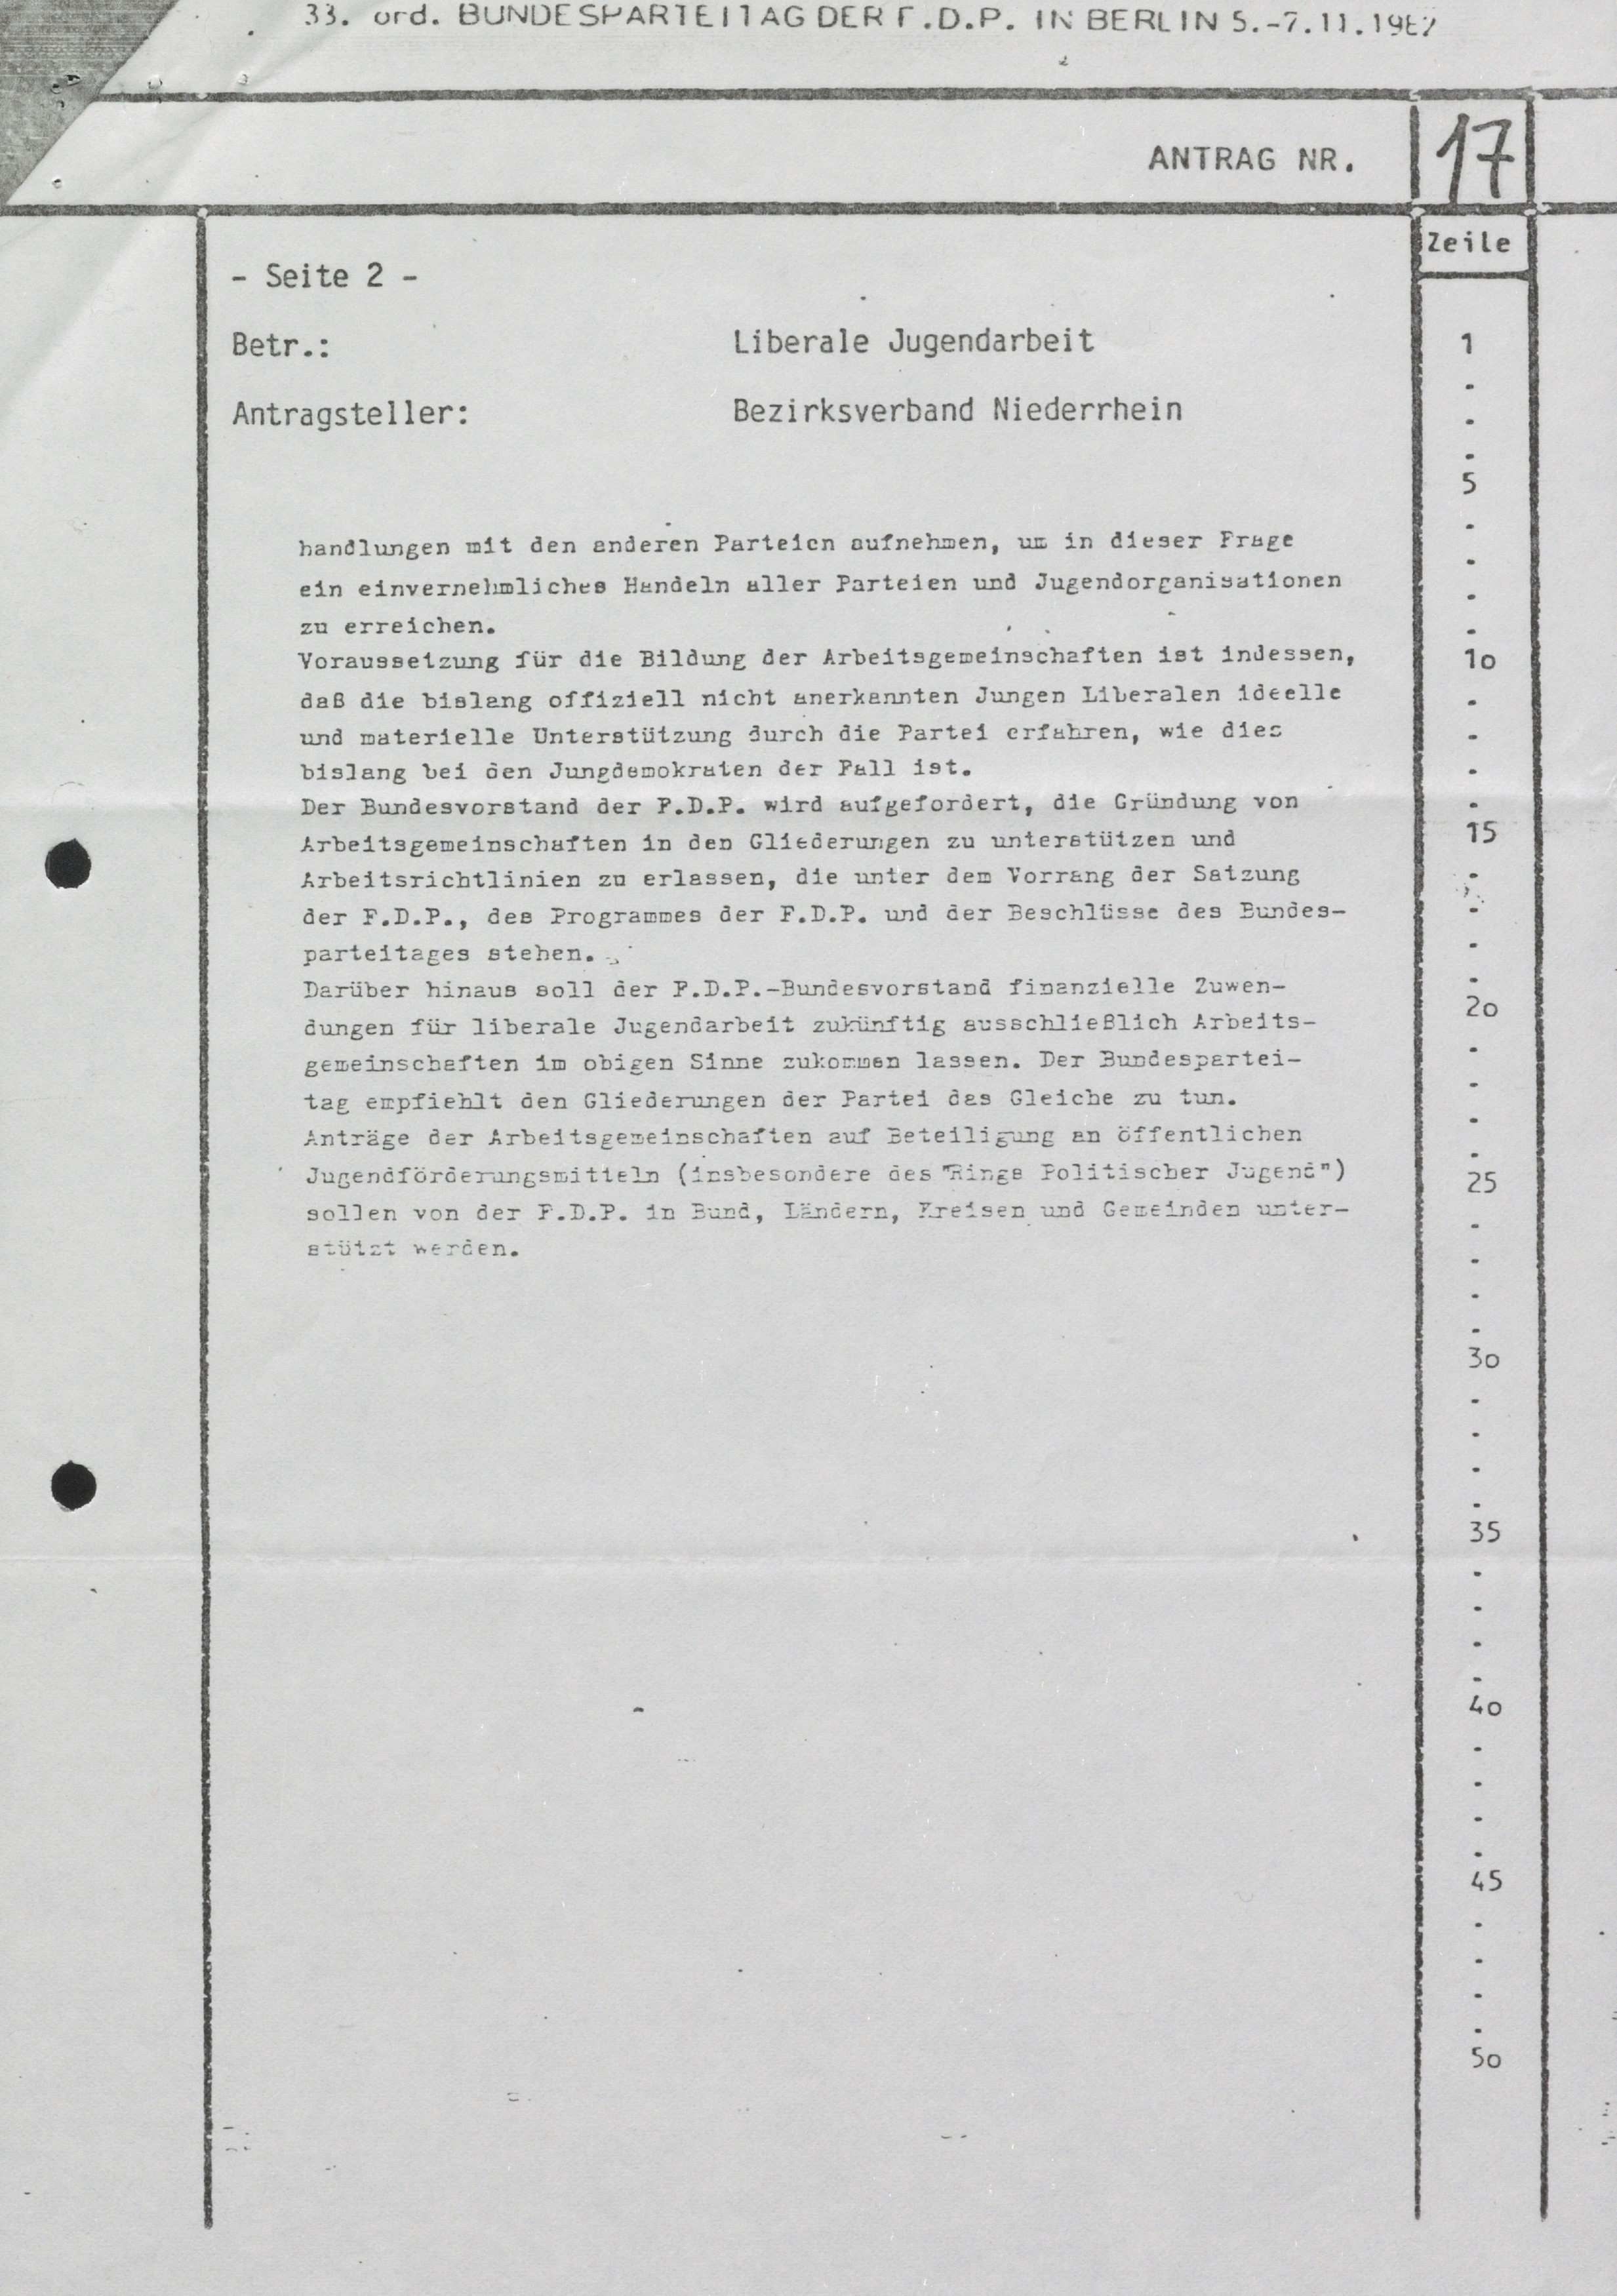 33. ord. BUNDESPARTEITAG DER F.D.P. IN BERLIN 5.-7.11.1982
ANTRAG NR. 17
Zeile
- Seite 2 -
Betr.: Liberale Jugendarbeit 1
.
Antragsteller: Bezirksverband Niederrhein .
.
5
handlungen mit den anderen Parteien aufnehmen, um in dieser Frage .
ein einvernehmliches Handeln aller Parteien und Jugendorganisationen .
.
zu erreichen. .
Voraussetzung für die Bildung der Arbeitsgemeinschaften ist indessen, 1o
daß die bislang offiziell nicht anerkannten Jungen Liberalen ideelle .
und materielle Unterstützung durch die Partei erfahren, wie dies .
bislang bei den Jungdemokraten der Fall ist. .
Der Bundesvorstand der F.D.P. wird aufgefordert, die Gründung von .
Arbeitsgemeinschaften in den Gliederungen zu unterstützen und 15
Arbeitsrichtlinien zu erlassen, die unter dem Vorrang der Satzung .
der F.D.P., des Programmes der F.D.P. und der Beschlüsse des Bundes- .
parteitages stehen. .
Darüber hinaus soll der F.D.P.-Bundesvorstand finanzielle Zuwen- .
dungen für liberale Jugendarbeit zukünftig ausschließlich Arbeits- 2o
gemeinschaften im obigen Sinne zukommen lassen. Der Bundespartei- .
tag empfiehlt den Gliederungen der Partei das Gleiche zu tun. .
Anträge der Arbeitsgemeinschaften auf Beteiligung an öffentlichen .
Jugendförderungsmitteln (insbesondere des "Rings Politischer Jugend") .
25
sollen von der F.D.P. in Bund, Ländern, Kreisen und Gemeinden unter- .
stützt werden. .
.
.
3o
.
.
.
.
35
.
.
.
.
4o
.
.
.
.
45
.
.
.
.
5o